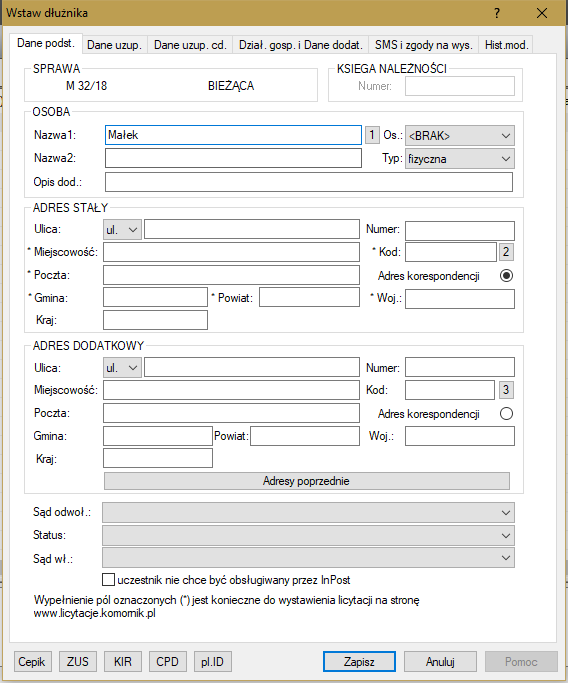 Wstaw dłużnika ? ×
Dane podst. Dane uzup. Dane uzup. cd. Dział. gosp. i Dane dodat. SMS i zgody na wys. Hist.mod.
SPRAWA KSIEGA NALEŻNOŚCI
M 32/18 BIEŻĄCA Numer:
OSOBA
Nazwa1: Małek 1 Os.: <BRAK>
Nazwa2: Typ: fizyczna
Opis dod.:
ADRES STAŁY
Ulica: ul. Numer:
* Miejscowość: * Kod: 2
* Poczta: Adres korespondencji
* Gmina: * Powiat: * Woj.:
Kraj:
ADRES DODATKOWY
Ulica: ul. Numer:
Miejscowość: Kod: 3
Poczta: Adres korespondencji
Gmina: Powiat: Woj.:
Kraj:
Adresy poprzednie
Sąd odwoł.:
Status:
Sąd wł.:
uczestnik nie chce być obsługiwany przez InPost
Wypełnienie pól oznaczonych (*) jest konieczne do wystawienia licytacji na stronę
www.licytacje.komornik.pl
Cepik ZUS KIR CPD pl.ID Zapisz Anuluj Pomoc